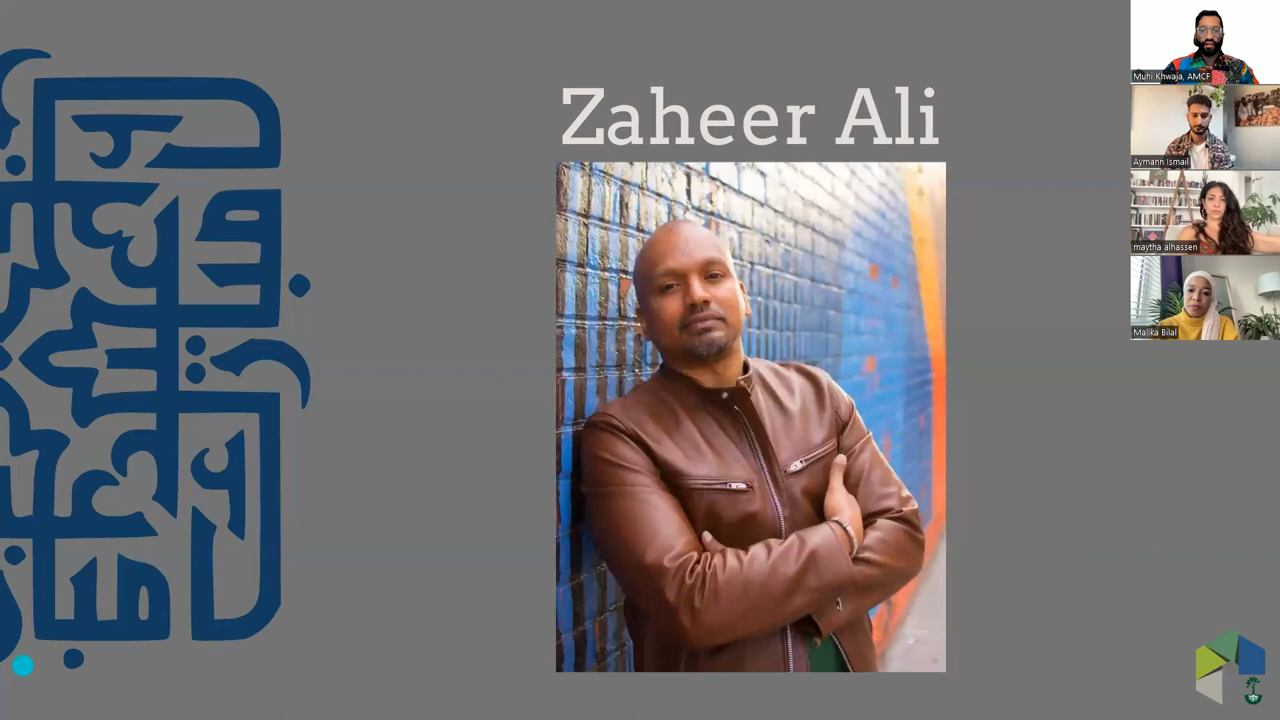 Zaheer Ali
Muhi Khwaja, AMCF
Aymann Ismail
maytha alhassen
Malika Bilal